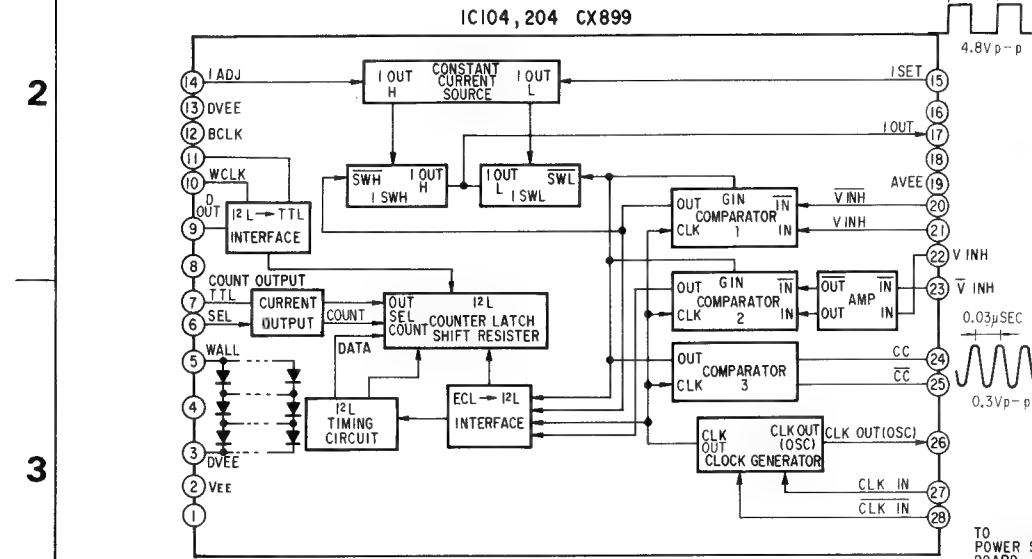 IC104, 204 CX899
2
3
4.8Vp-p
14 I ADJ
13 DVEE
12 BCLK
11
10 WCLK
D OUT
9
8
COUNT OUTPUT
7 TTL
6 SEL
5 WALL
4
3
DVEE
2 VEE
1
CONSTANT CURRENT SOURCE
I OUT H
I OUT L
I SET 15
16
I OUT 17
18
AVEE 19
V INH 20
V INH 21
22 V INH
23 V INH
CC 24
CC 25
CLK OUT(OSC) 26
CLK IN 27
CLK IN 28
SWH I OUT H
I SWH
I OUT L SWL
I SWL
I²L → TTL
INTERFACE
CURRENT
OUTPUT
COUNT
DATA
OUT
SEL
COUNT
I²L
COUNTER LATCH
SHIFT REGISTER
I²L
TIMING
CIRCUIT
ECL → I²L
INTERFACE
OUT GIN IN
COMPARATOR
CLK 1 IN
OUT GIN IN
COMPARATOR
CLK 2 IN
OUT IN
AMP
OUT IN
OUT
COMPARATOR
CLK 3
CLK OUT
CLK OUT (OSC)
CLOCK GENERATOR
0.03μSEC
0.3Vp-p
TO
POWER